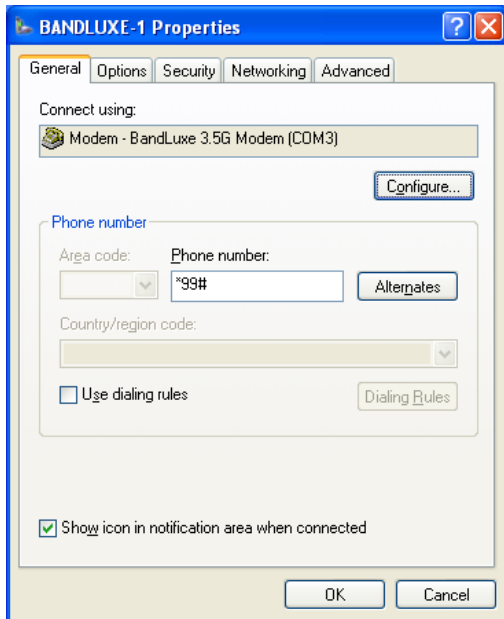 BANDLUXE-1 Properties
General Options Security Networking Advanced
Connect using:
Modem - BandLuxe 3.5G Modem (COM3)
Configure...
Phone number
Area code: Phone number:
*99#
Alternates
Country/region code:
Use dialing rules
Dialing Rules
Show icon in notification area when connected
OK Cancel